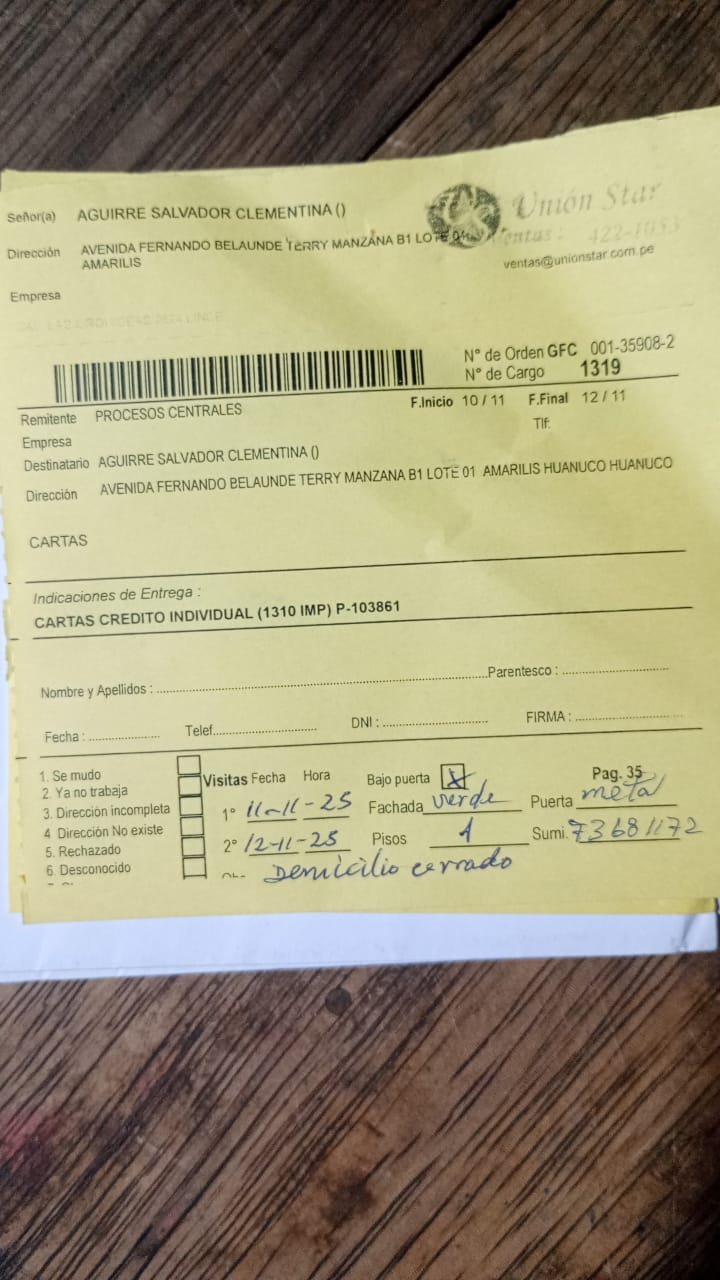 Señor(a) AGUIRRE SALVADOR CLEMENTINA ()
Unión Star
Dirección AVENIDA FERNANDO BELAUNDE TERRY MANZANA B1 LOTE 01
AMARILIS
Ventas : 422-1053
ventas@unionstar.com.pe
Empresa
N° de Orden GFC 001-35908-2
N° de Cargo 1319
Remitente PROCESOS CENTRALES
F.Inicio 10 / 11 F.Final 12 / 11
Empresa
Tlf:
Destinatario AGUIRRE SALVADOR CLEMENTINA ()
Dirección AVENIDA FERNANDO BELAUNDE TERRY MANZANA B1 LOTE 01 AMARILIS HUANUCO HUANUCO
CARTAS
Indicaciones de Entrega :
CARTAS CREDITO INDIVIDUAL (1310 IMP) P-103861
Nombre y Apellidos : Parentesco :
Fecha : Telef. DNI : FIRMA :
1. Se mudo
2. Ya no trabaja
3. Dirección incompleta
4 Dirección No existe
5. Rechazado
6. Desconocido
Visitas Fecha Hora Bajo puerta X Pag. 35
1° 11-11-25 Fachada verde Puerta metal
2° 12-11-25 Pisos 1 Sumi. 73681172
Domicilio cerrado